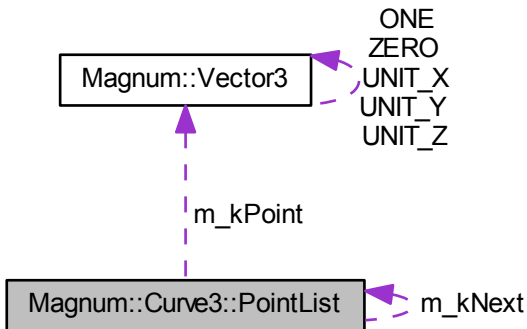 ONE
ZERO
Magnum::Vector3
UNIT_X
UNIT_Y
UNIT_Z
m_kPoint
Magnum::Curve3::PointList
m_kNext